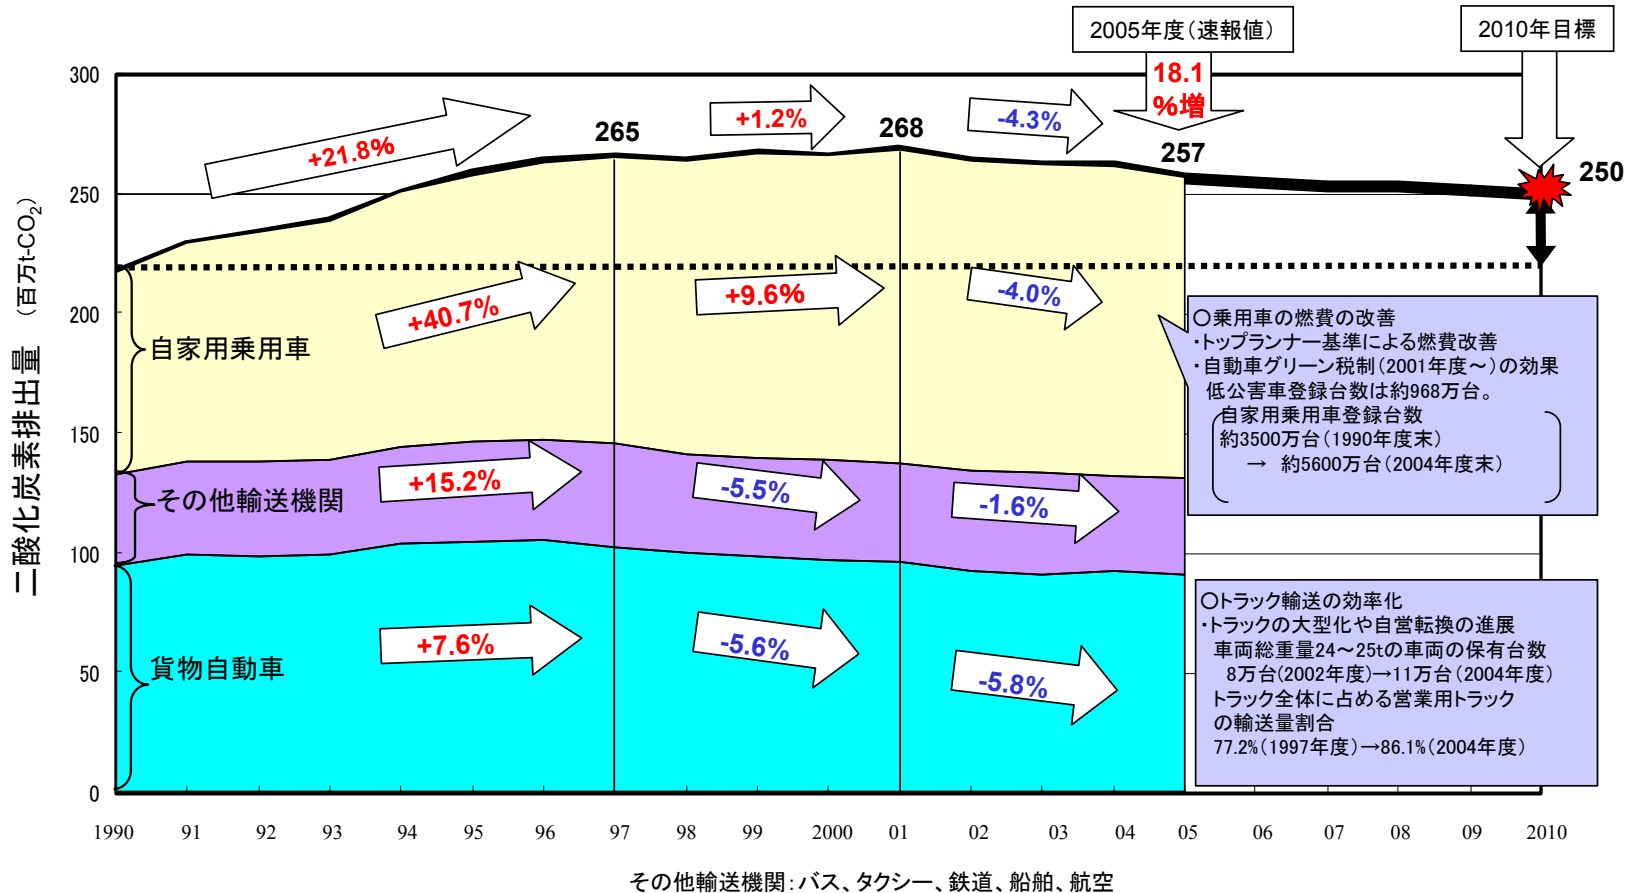 2005年度(速報値)
2010年目標
18.1
%増
+21.8%
265
+1.2%
268
-4.3%
257
250
二酸化炭素排出量 (百万t-CO2)
300
250
200
150
100
50
0
+40.7%
+9.6%
-4.0%
自家用乗用車
+15.2%
-5.5%
-1.6%
その他輸送機関
+7.6%
-5.6%
-5.8%
貨物自動車
○乗用車の燃費の改善
・トップランナー基準による燃費改善
・自動車グリーン税制(2001年度~)の効果
低公害車登録台数は約968万台。
自家用乗用車登録台数
約3500万台(1990年度末)
→ 約5600万台(2004年度末)
○トラック輸送の効率化
・トラックの大型化や自営転換の進展
車両総重量24~25tの車両の保有台数
8万台(2002年度)→11万台(2004年度)
トラック全体に占める営業用トラック
の輸送量割合
77.2%(1997年度)→86.1%(2004年度)
1990 91 92 93 94 95 96 97 98 99 2000 01 02 03 04 05 06 07 08 09 2010
その他輸送機関:バス、タクシー、鉄道、船舶、航空